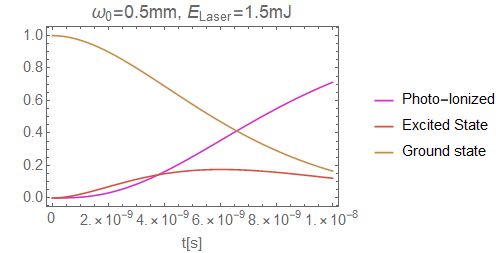 ω₀=0.5mm, E_Laser=1.5mJ
1.0
0.8
0.6
0.4
0.2
0.0
0 2.×10⁻⁹ 4.×10⁻⁹ 6.×10⁻⁹ 8.×10⁻⁹ 1.×10⁻⁸
t[s]
Photo-Ionized
Excited State
Ground state